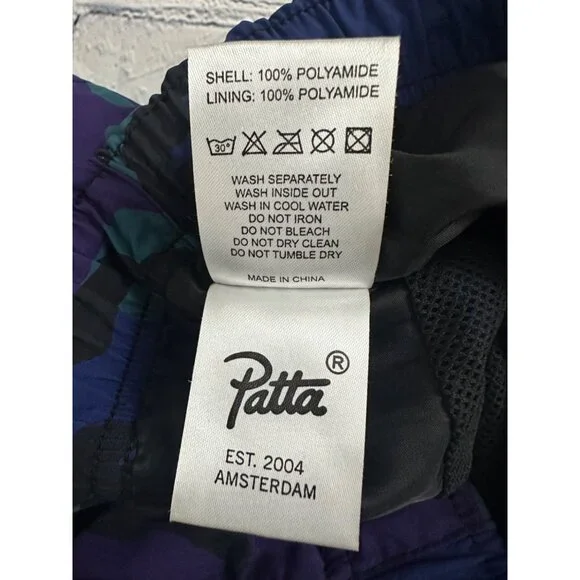 SHELL: 100% POLYAMIDE
LINING: 100% POLYAMIDE
30°
WASH SEPARATELY
WASH INSIDE OUT
WASH IN COOL WATER
DO NOT IRON
DO NOT BLEACH
DO NOT DRY CLEAN
DO NOT TUMBLE DRY
MADE IN CHINA
Patta®
EST. 2004
AMSTERDAM